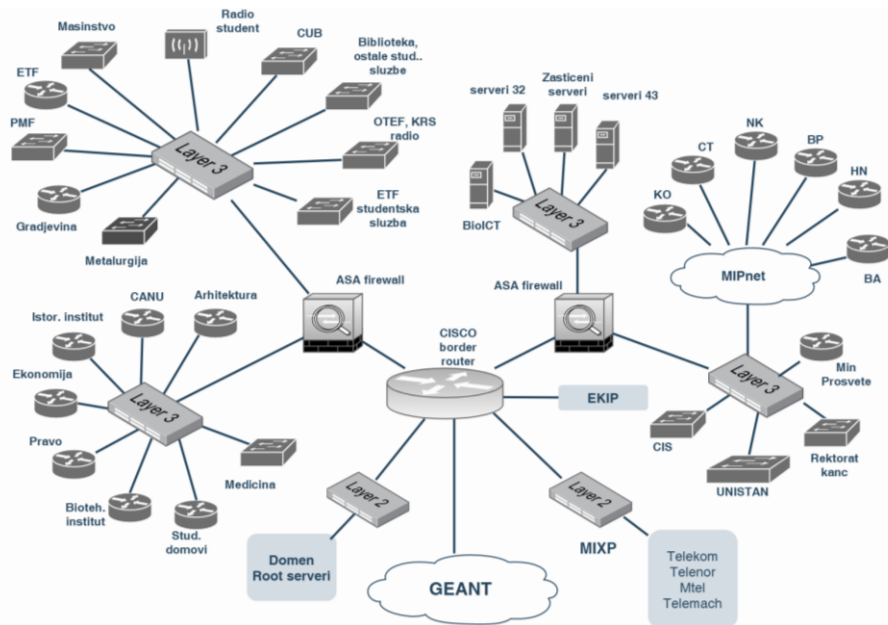 Radio
student
Masinstvo
CUB
Biblioteka,
ostale stud..
sluzbe
ETF
PMF
Layer 3
OTEF, KRS
radio
Gradjevina
ETF
studentska
sluzba
Metalurgija
serveri 32
Zasticeni
serveri
serveri 43
BioICT
Layer 3
NK
CT
BP
KO
HN
MIPnet
BA
ASA firewall
ASA firewall
CANU
Arhitektura
Istor. institut
Ekonomija
Layer 3
Pravo
Medicina
Bioteh.
institut
Stud.
domovi
CISCO
border
router
EKIP
Min
Prosvete
Layer 3
CIS
Rektorat
kanc
UNISTAN
Layer 2
Layer 2
Domen
Root serveri
MIXP
GEANT
Telekom
Telenor
Mtel
Telemach